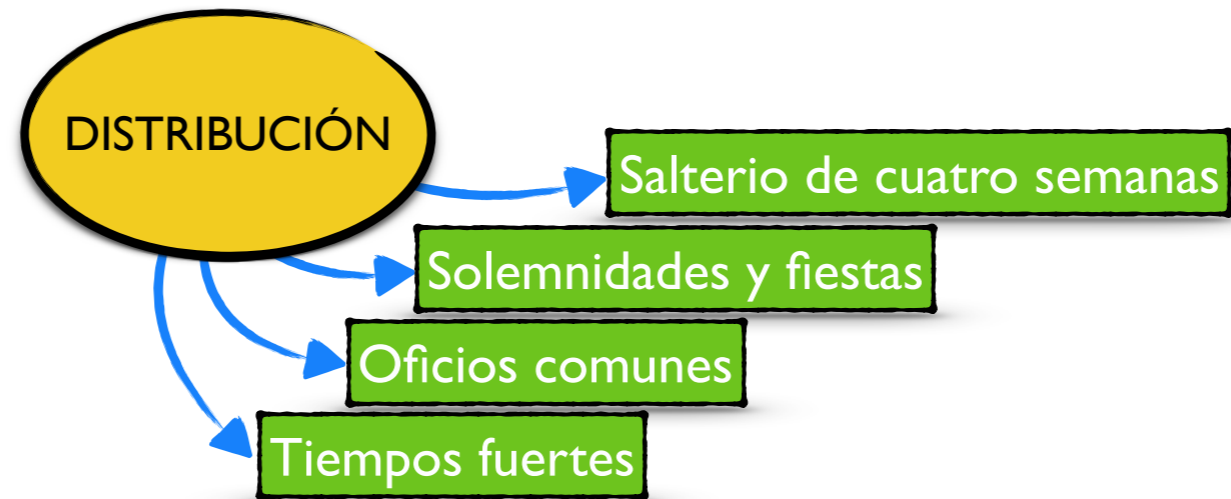 DISTRIBUCIÓN
Salterio de cuatro semanas
Solemnidades y fiestas
Oficios comunes
Tiempos fuertes